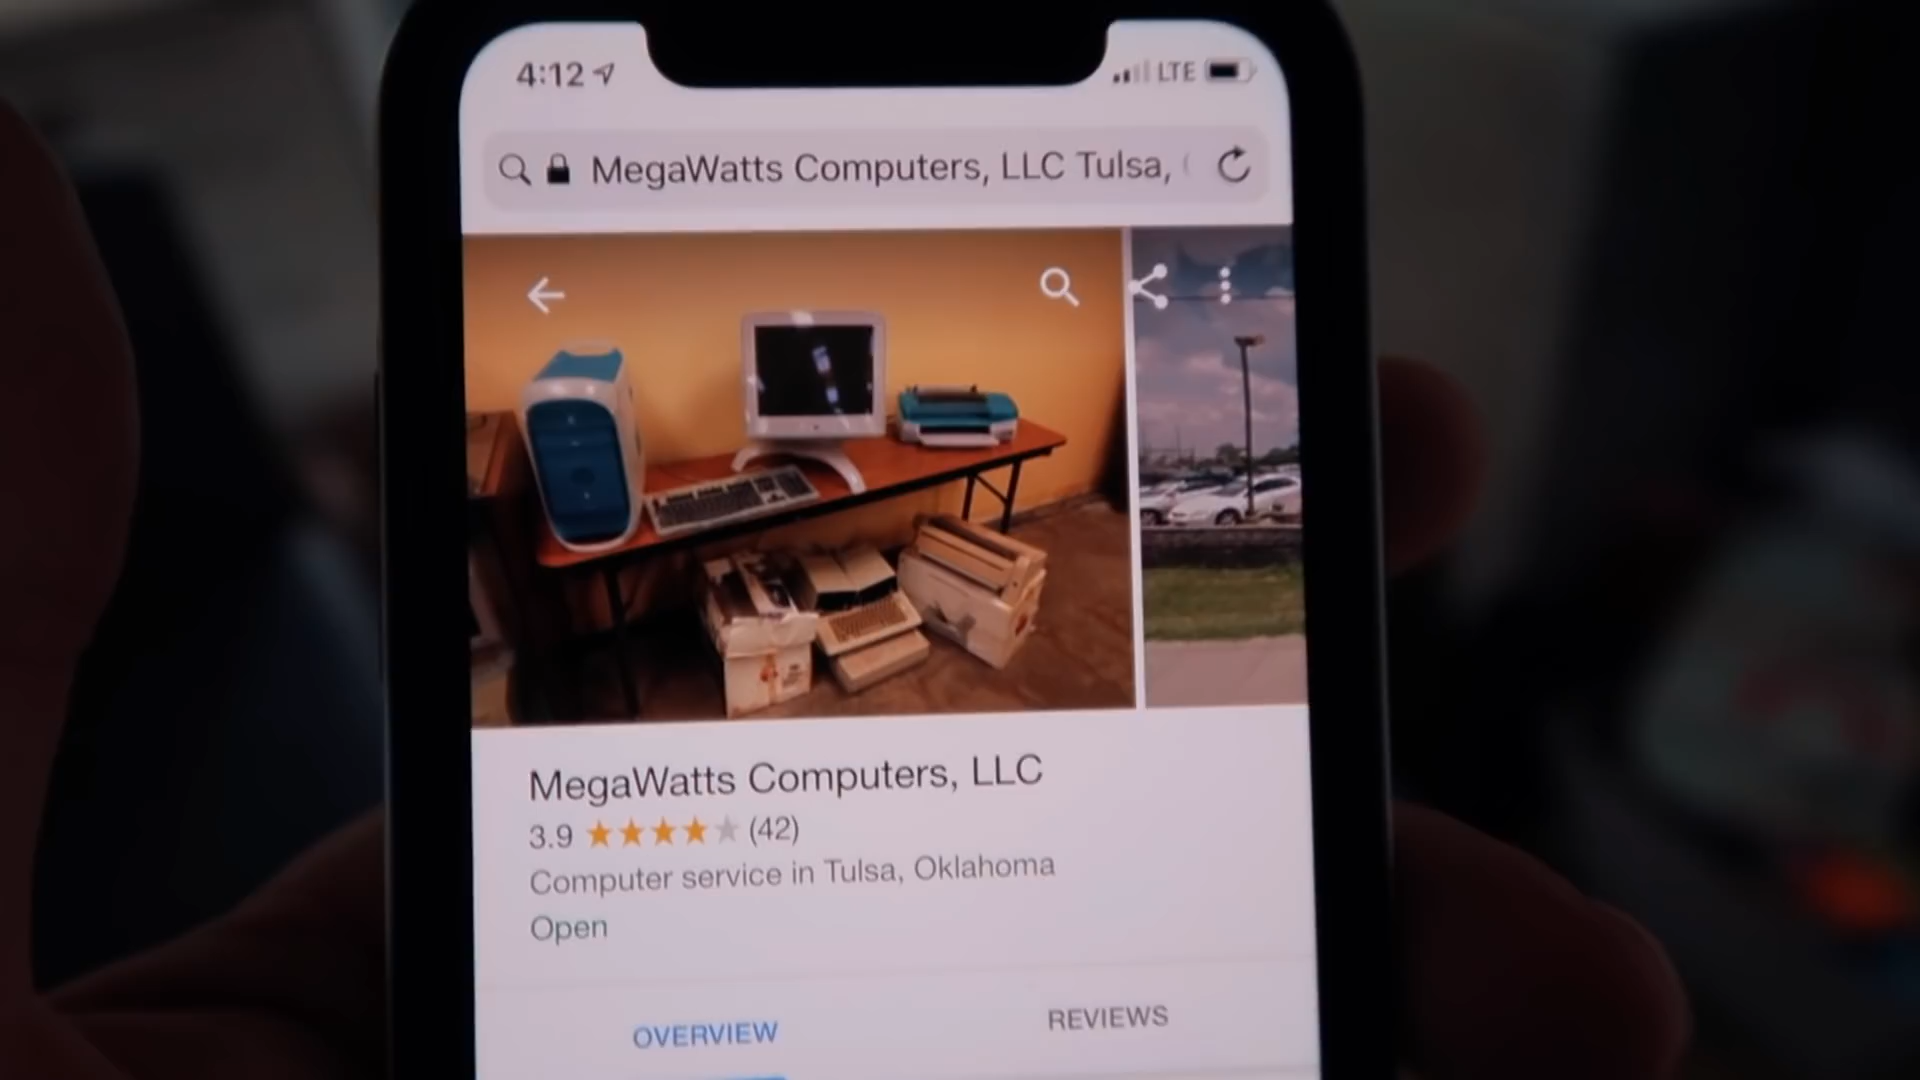 4:12
LTE
MegaWatts Computers, LLC Tulsa,
MegaWatts Computers, LLC
3.9 (42)
Computer service in Tulsa, Oklahoma
Open
OVERVIEW
REVIEWS